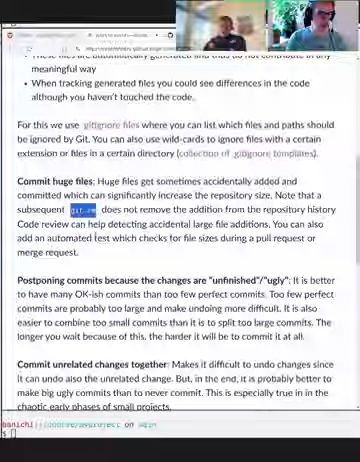 These files are automatically generated and thus do not contribute in any
meaningful way
When tracking generated files you could see differences in the code
although you haven't touched the code.
For this we use .gitignore files where you can list which files and paths should
be ignored by Git. You can also use wild-cards to ignore files with a certain
extension or files in a certain directory (collection of .gitignore templates).
Commit huge files: Huge files get sometimes accidentally added and
committed which can significantly increase the repository size. Note that a
subsequent git rm does not remove the addition from the repository history
Code review can help detecting accidental large file additions. You can also
add an automated test which checks for file sizes during a pull request or
merge request.
Postponing commits because the changes are "unfinished"/"ugly": It is better
to have many OK-ish commits than too few perfect commits. Too few perfect
commits are probably too large and make undoing more difficult. It is also
easier to combine too small commits than it is to split too large commits. The
longer you wait because of this, the harder it will be to commit it at all.
Commit unrelated changes together: Makes it difficult to undo changes since
it can undo also the unrelated change. But, in the end, it is probably better to
make big ugly commits than to never commit. This is especially true in in the
chaotic early phases of small projects.
$